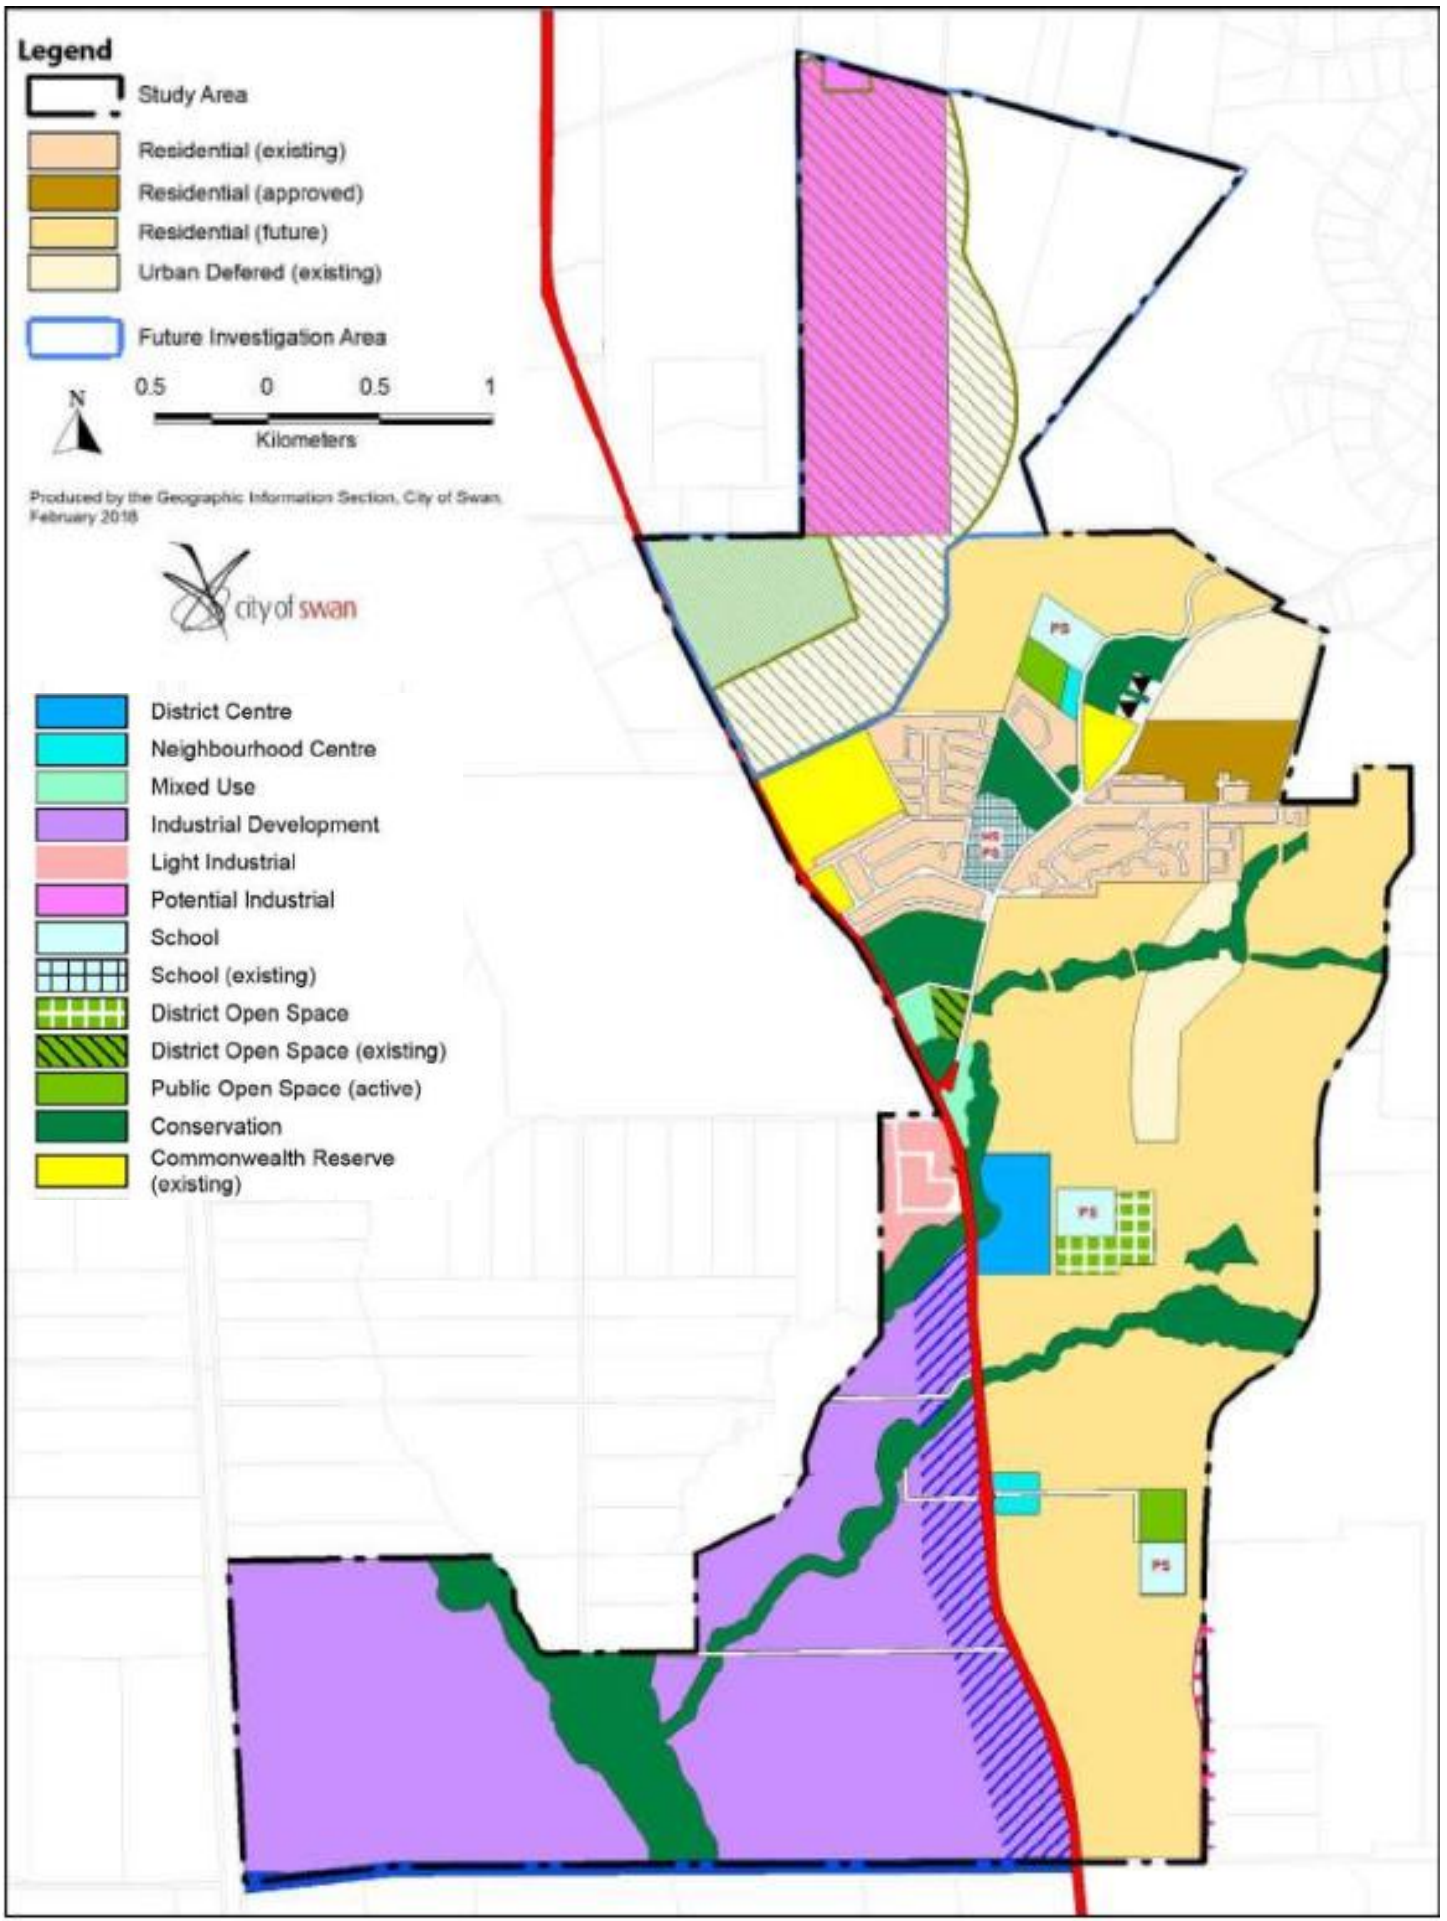 Legend
Study Area
Residential (existing)
Residential (approved)
Residential (future)
Urban Defered (existing)
Future Investigation Area
N
0.5 0 0.5 1
Kilometers
Produced by the Geographic Information Section, City of Swan,
February 2018
city of swan
District Centre
Neighbourhood Centre
Mixed Use
Industrial Development
Light Industrial
Potential Industrial
School
School (existing)
District Open Space
District Open Space (existing)
Public Open Space (active)
Conservation
Commonwealth Reserve
(existing)
PS
HS
PS
PS
PS